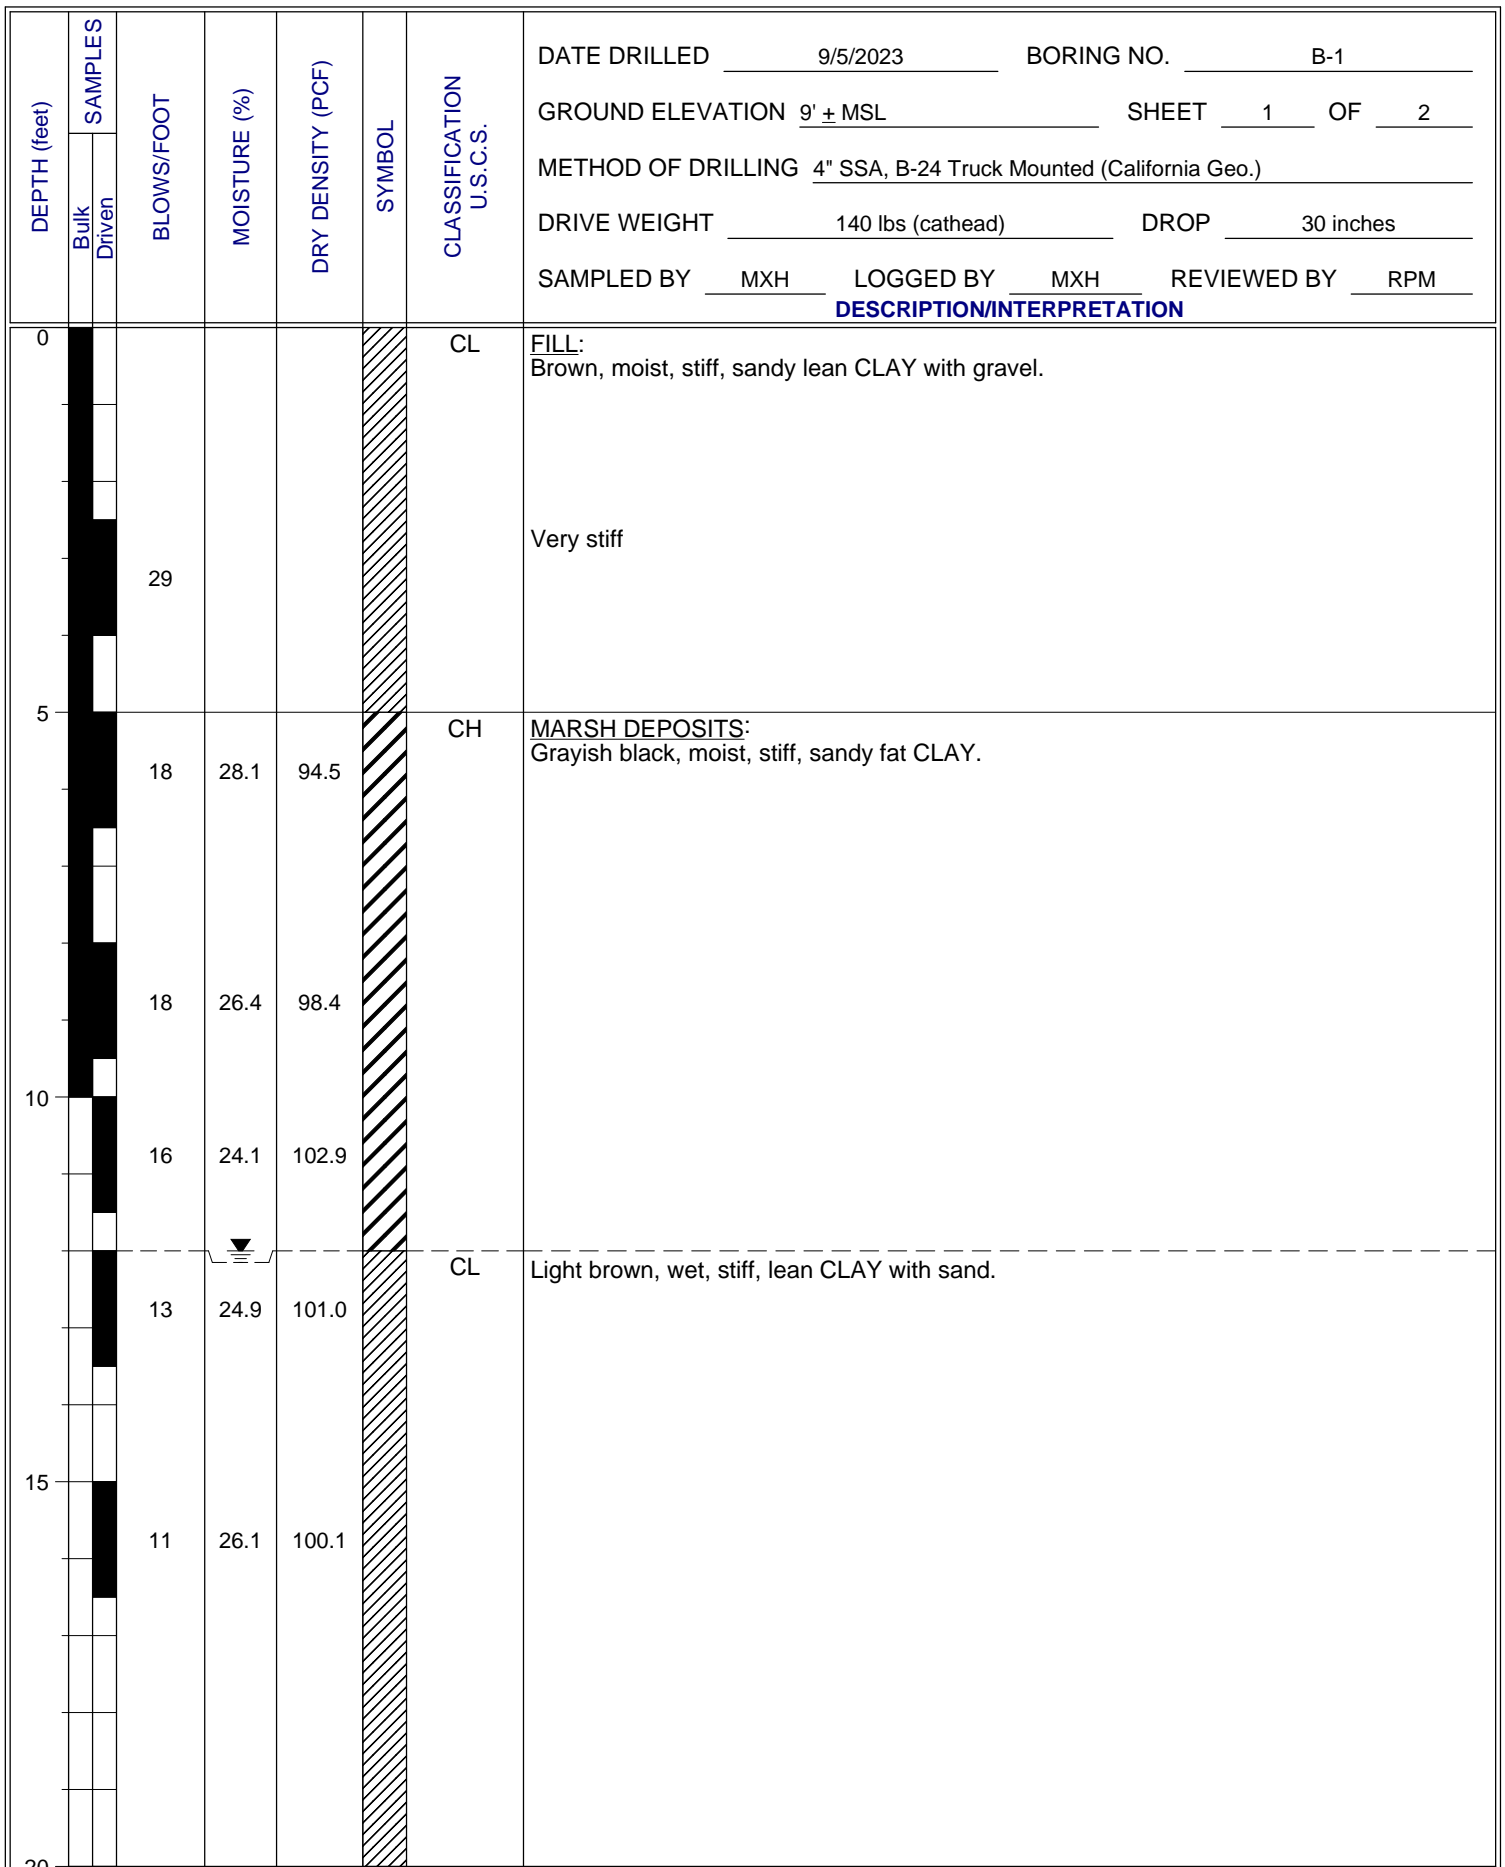 DEPTH (feet)
SAMPLES
Bulk
Driven
BLOWS/FOOT
MOISTURE (%)
DRY DENSITY (PCF)
SYMBOL
CLASSIFICATION
U.S.C.S.
DATE DRILLED 9/5/2023 BORING NO. B-1
GROUND ELEVATION 9' ± MSL SHEET 1 OF 2
METHOD OF DRILLING 4" SSA, B-24 Truck Mounted (California Geo.)
DRIVE WEIGHT 140 lbs (cathead) DROP 30 inches
SAMPLED BY MXH LOGGED BY MXH REVIEWED BY RPM
DESCRIPTION/INTERPRETATION
0 CL FILL:
Brown, moist, stiff, sandy lean CLAY with gravel.
Very stiff
29
5 CH MARSH DEPOSITS:
Grayish black, moist, stiff, sandy fat CLAY.
18 28.1 94.5
18 26.4 98.4
10
16 24.1 102.9
CL Light brown, wet, stiff, lean CLAY with sand.
13 24.9 101.0
15
11 26.1 100.1
20